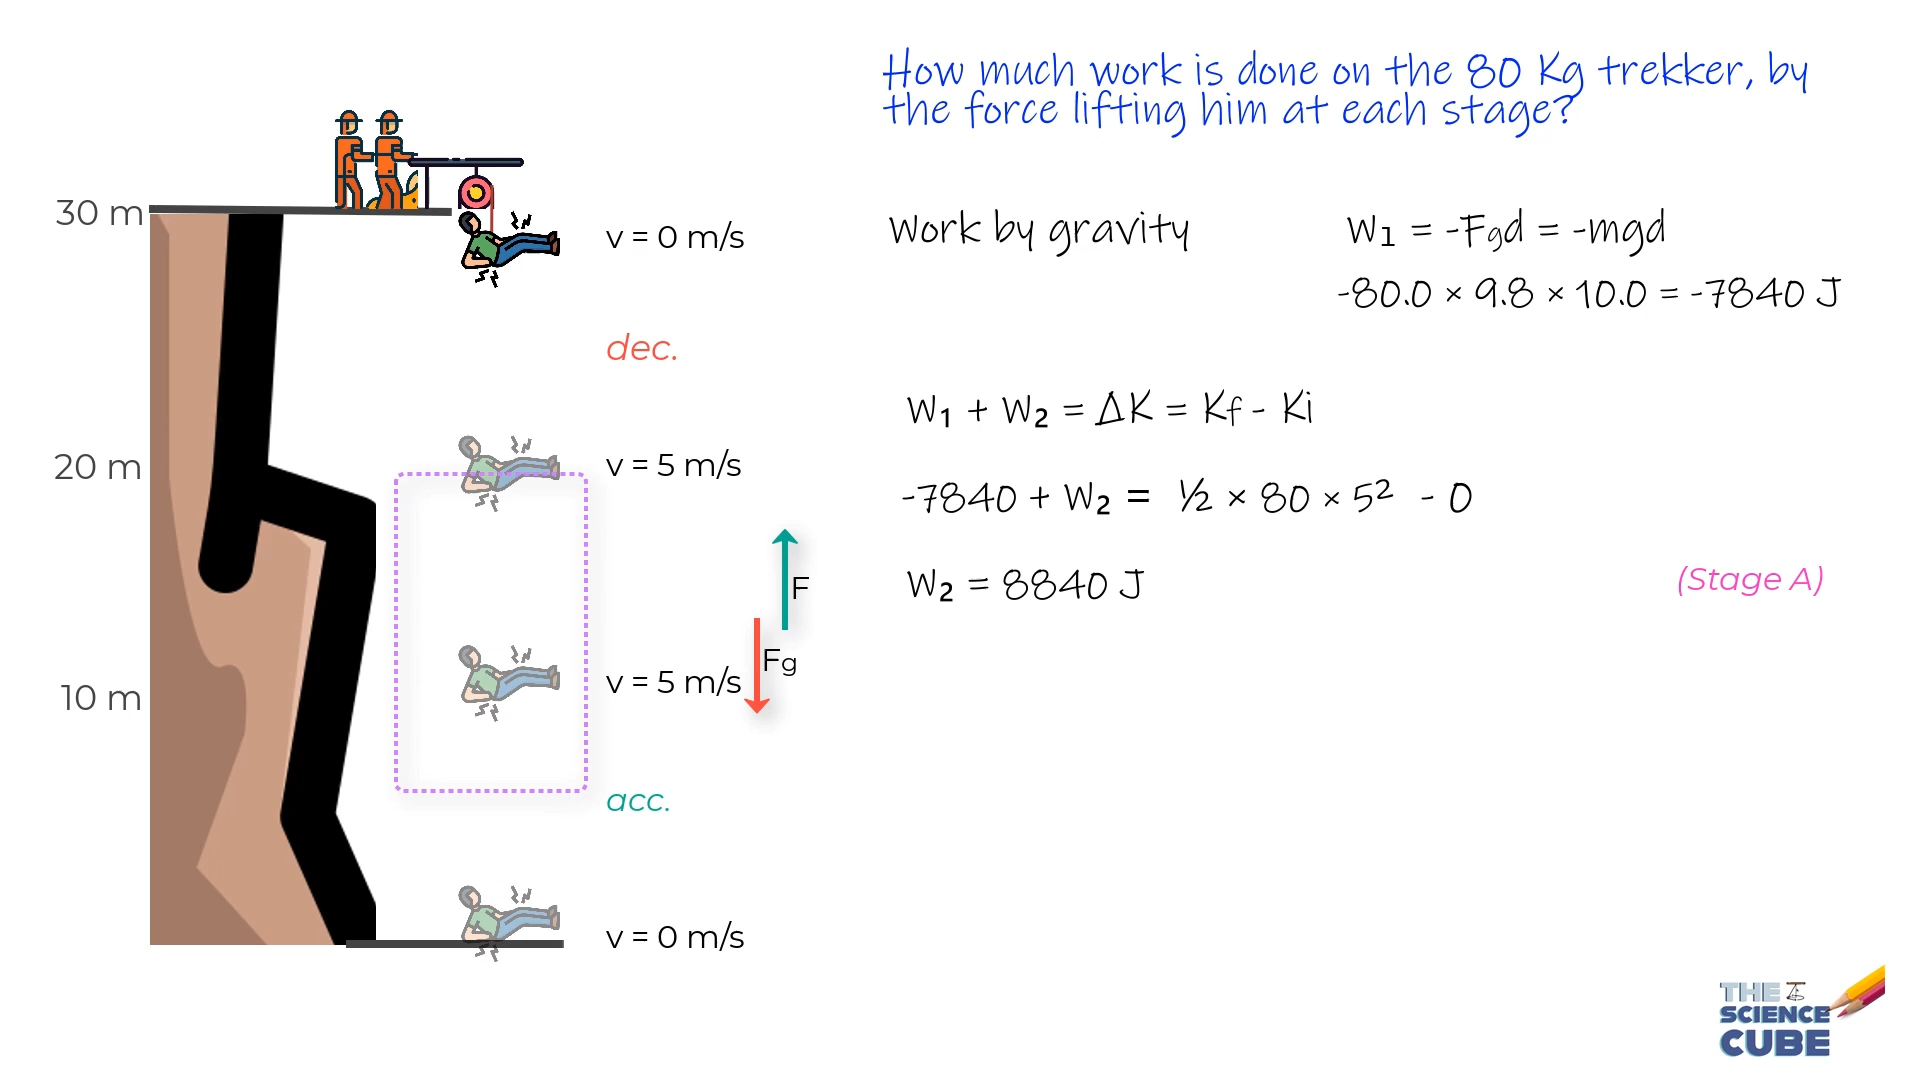 How much work is done on the 80 Kg trekker, by
the force lifting him at each stage?
30 m
v = 0 m/s
Work by gravity
W₁ = -Fgd = -mgd
-80.0 × 9.8 × 10.0 = -7840 J
dec.
W₁ + W₂ = ΔK = Kf - Ki
20 m
v = 5 m/s
-7840 + W₂ = ½ × 80 × 5² - 0
F
W₂ = 8840 J
(Stage A)
Fg
10 m
v = 5 m/s
acc.
v = 0 m/s
THE
SCIENCE
CUBE